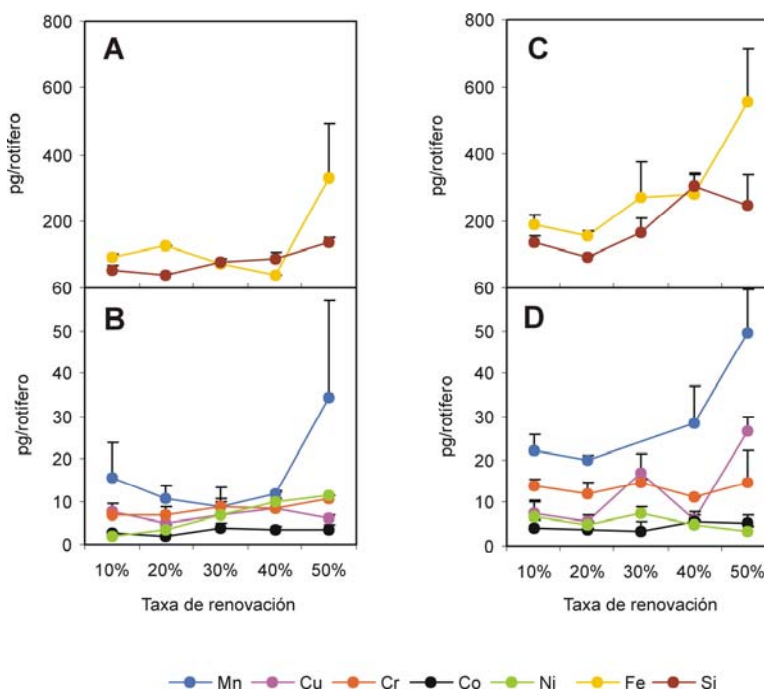 800
600
400
200
60
pg/rotífero
A
50
40
30
20
10
0
pg/rotífero
B
10% 20% 30% 40% 50%
Taxa de renovación
800
600
400
200
60
pg/rotífero
C
50
40
30
20
10
0
pg/rotífero
D
10% 20% 30% 40% 50%
Taxa de renovación
Mn Cu Cr Co Ni Fe Si